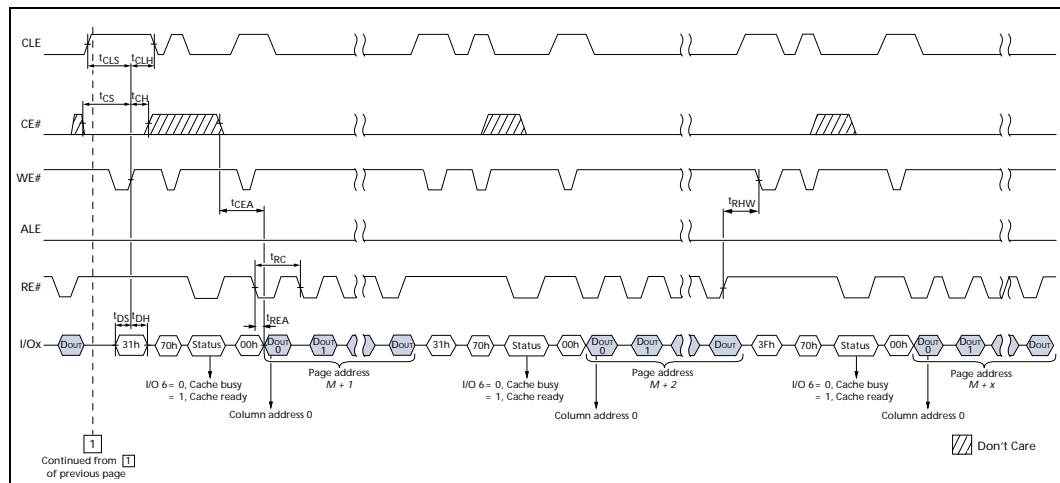 CLE
tCLS tCLH
tCS tCH
CE#
WE#
tCEA
tRHW
ALE
tRC
RE#
tREA
tDS tDH
I/Ox
DOUT 31h 70h Status 00h DOUT 0 DOUT 1 DOUT 31h 70h Status 00h DOUT 0 DOUT 1 DOUT 3Fh 70h Status 00h DOUT 0 DOUT 1 DOUT
Page address
M + 1
Page address
M + 2
Page address
M + x
I/O 6 = 0, Cache busy
= 1, Cache ready
I/O 6 = 0, Cache busy
= 1, Cache ready
I/O 6 = 0, Cache busy
= 1, Cache ready
Column address 0
Column address 0
Column address 0
1
Continued from 1
of previous page
Don't Care